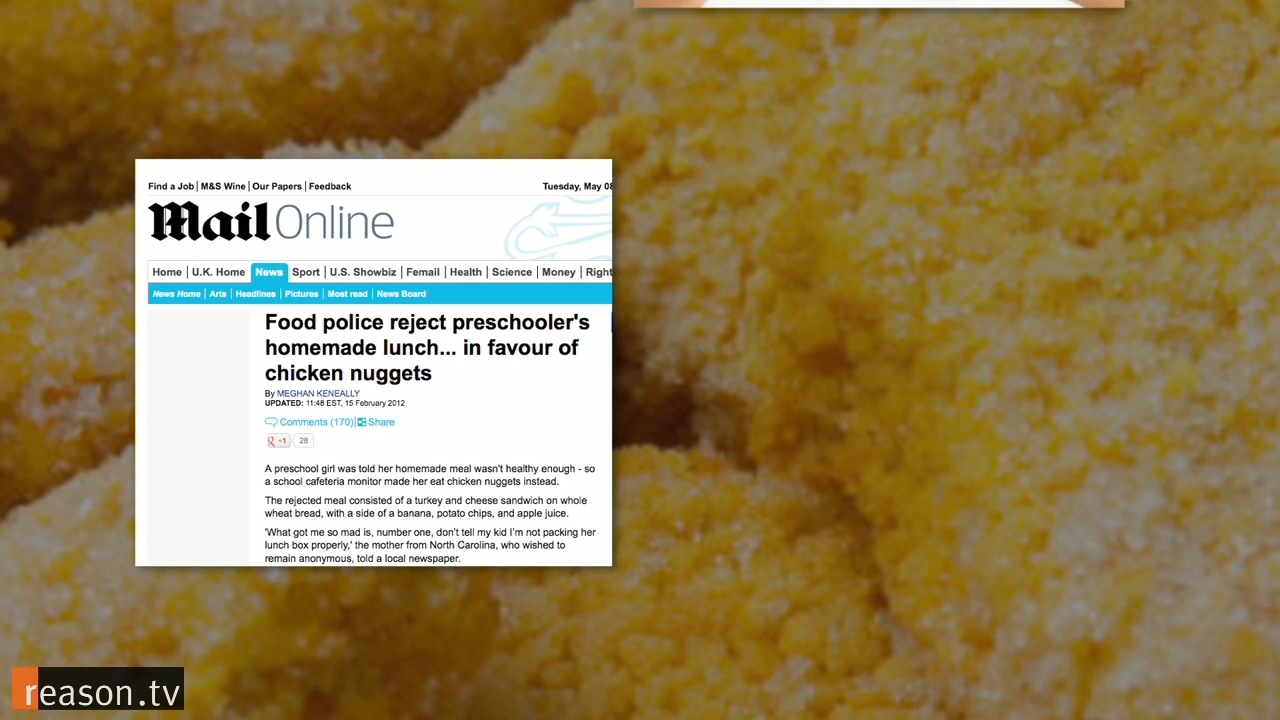 Find a Job | M&S Wine | Our Papers | Feedback
Tuesday, May 08
Mail Online
Home | U.K. Home | News | Sport | U.S. Showbiz | Femail | Health | Science | Money | Right
News Home | Arts | Headlines | Pictures | Most read | News Board
Food police reject preschooler's
homemade lunch... in favour of
chicken nuggets
By MEGHAN KENEALLY
UPDATED: 11:48 EST, 15 February 2012
Comments (170) | Share
+1 28
A preschool girl was told her homemade meal wasn't healthy enough - so
a school cafeteria monitor made her eat chicken nuggets instead.
The rejected meal consisted of a turkey and cheese sandwich on whole
wheat bread, with a side of a banana, potato chips, and apple juice.
'What got me so mad is, number one, don't tell my kid I'm not packing her
lunch box properly,' the mother from North Carolina, who wished to
remain anonymous, told a local newspaper.
reason.tv